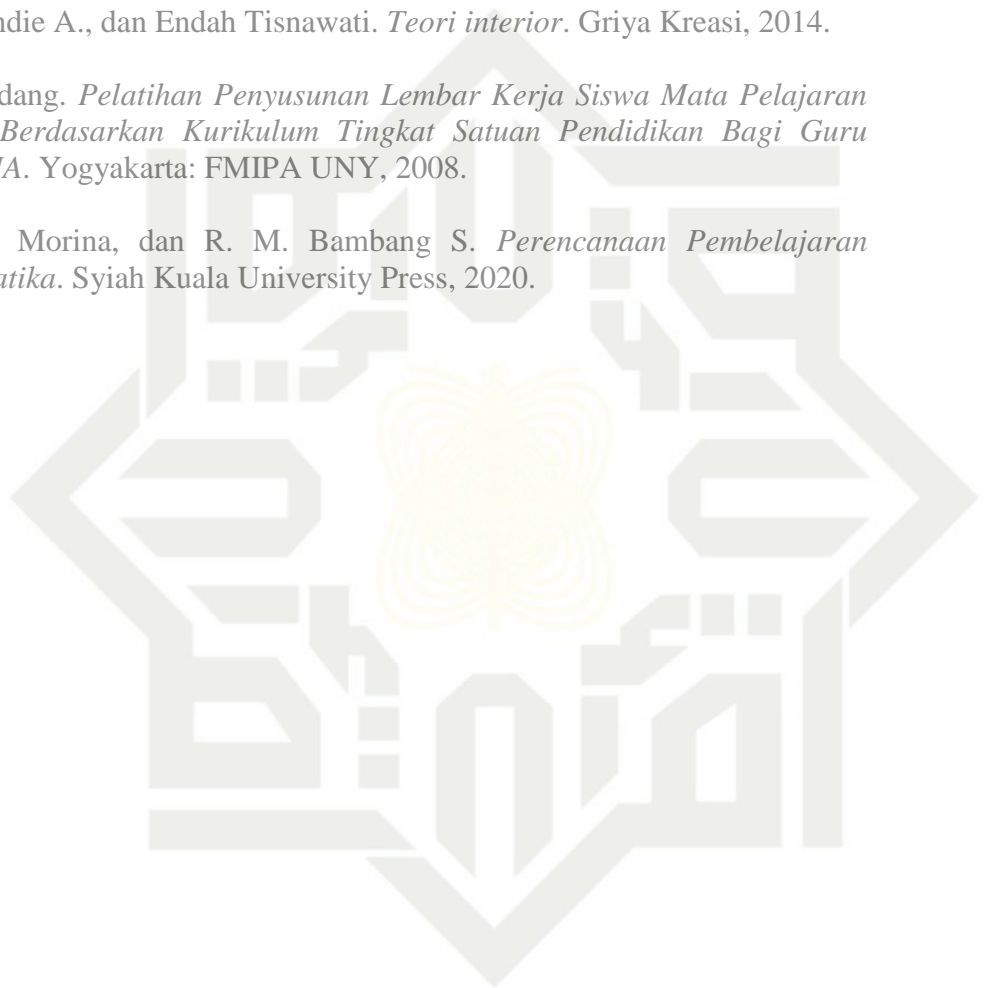 ndie A., dan Endah Tisnawati. Teori interior. Griya Kreasi, 2014.
dang. Pelatihan Penyusunan Lembar Kerja Siswa Mata Pelajaran
Berdasarkan Kurikulum Tingkat Satuan Pendidikan Bagi Guru
A. Yogyakarta: FMIPA UNY, 2008.
Morina, dan R. M. Bambang S. Perencanaan Pembelajaran
atika. Syiah Kuala University Press, 2020.